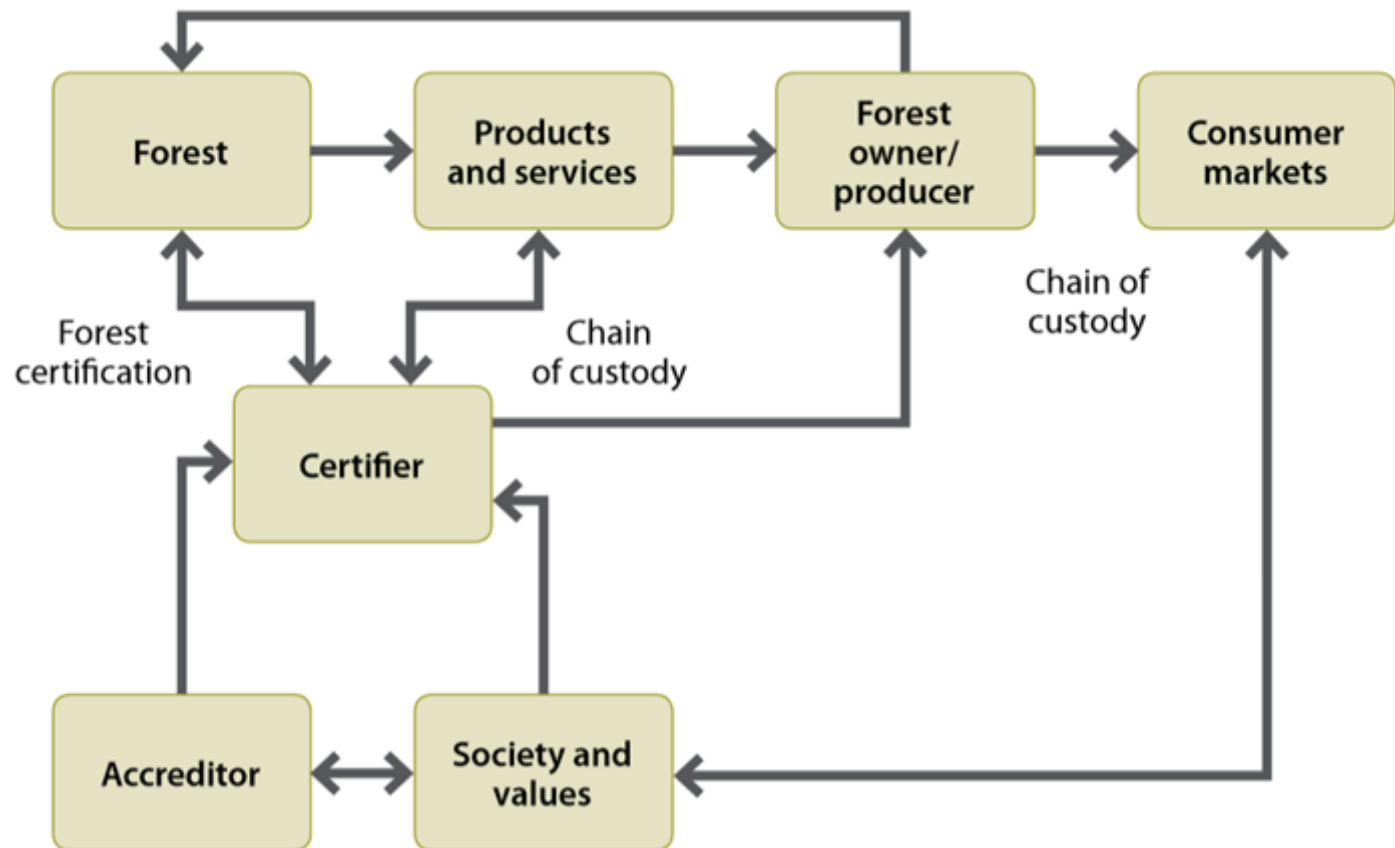 Forest
Products
and services
Forest
owner/
producer
Consumer
markets
Forest
certification
Chain
of custody
Chain of
custody
Certifier
Accreditor
Society and
values